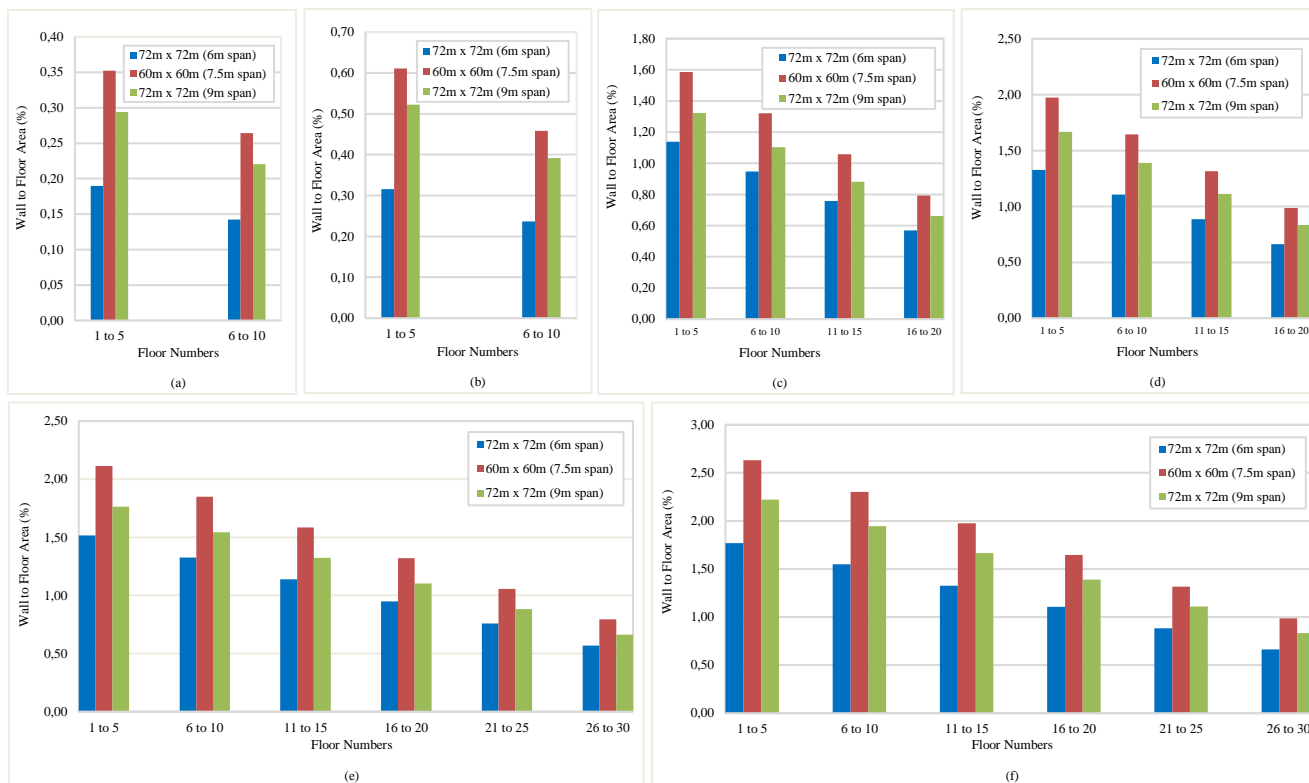 0,40
0,35
0,30
0,25
0,20
0,15
0,10
0,05
0,00
Wall to Floor Area (%)
72m x 72m (6m span)
60m x 60m (7.5m span)
72m x 72m (9m span)
1 to 5 6 to 10
Floor Numbers
(a)
0,70
0,60
0,50
0,40
0,30
0,20
0,10
0,00
Wall to Floor Area (%)
72m x 72m (6m span)
60m x 60m (7.5m span)
72m x 72m (9m span)
1 to 5 6 to 10
Floor Numbers
(b)
1,80
1,60
1,40
1,20
1,00
0,80
0,60
0,40
0,20
0,00
Wall to Floor Area (%)
72m x 72m (6m span)
60m x 60m (7.5m span)
72m x 72m (9m span)
1 to 5 6 to 10 11 to 15 16 to 20
Floor Numbers
(c)
2,50
2,00
1,50
1,00
0,50
0,00
Wall to Floor Area (%)
72m x 72m (6m span)
60m x 60m (7.5m span)
72m x 72m (9m span)
1 to 5 6 to 10 11 to 15 16 to 20
Floor Numbers
(d)
2,50
2,00
1,50
1,00
0,50
0,00
Wall to Floor Area (%)
72m x 72m (6m span)
60m x 60m (7.5m span)
72m x 72m (9m span)
1 to 5 6 to 10 11 to 15 16 to 20 21 to 25 26 to 30
Floor Numbers
(e)
3,00
2,50
2,00
1,50
1,00
0,50
0,00
Wall to Floor Area (%)
72m x 72m (6m span)
60m x 60m (7.5m span)
72m x 72m (9m span)
1 to 5 6 to 10 11 to 15 16 to 20 21 to 25 26 to 30
Floor Numbers
(f)